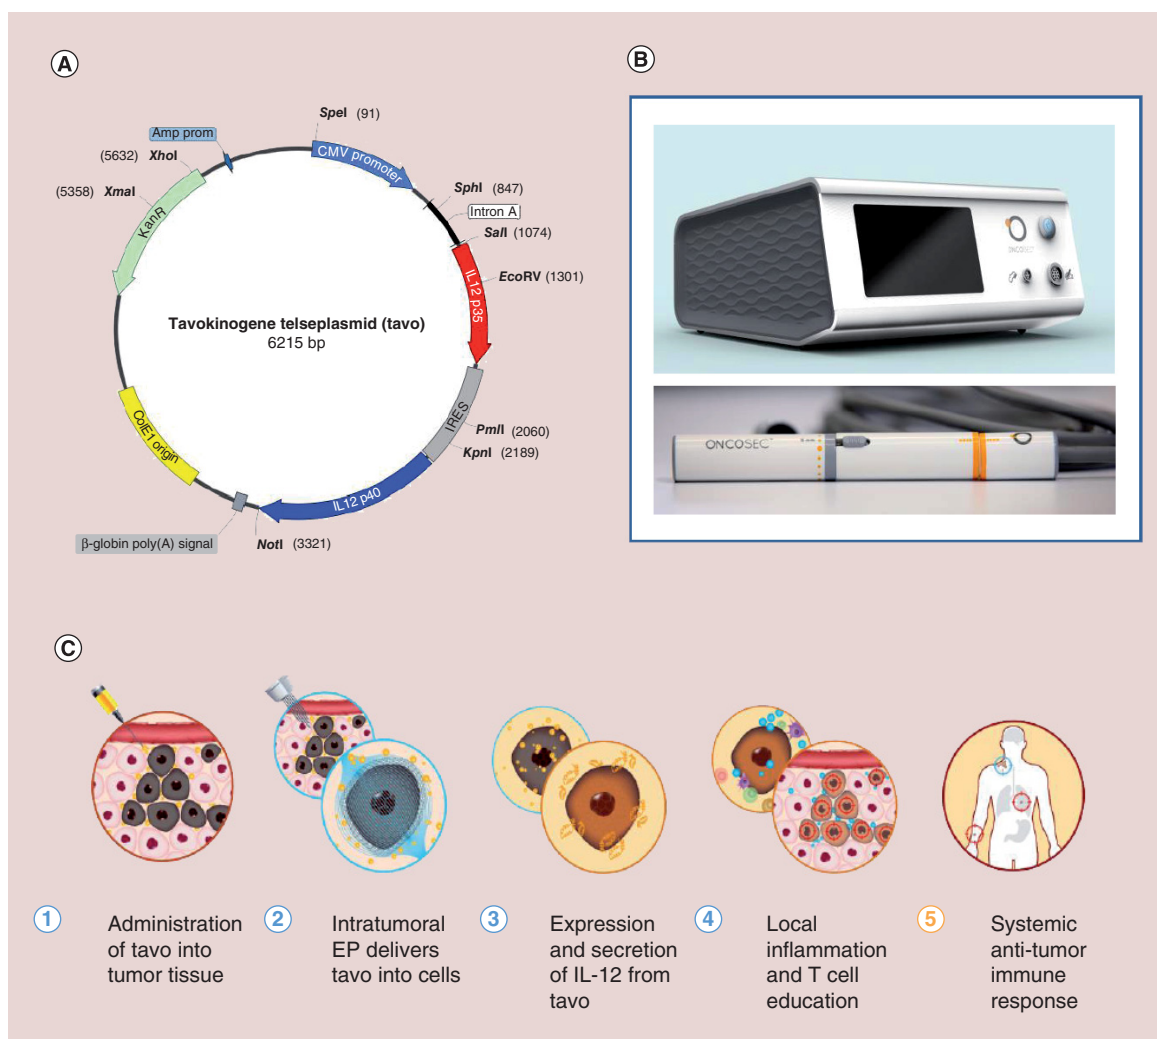 A
SpeI (91)
Amp prom
CMV promoter
(5632) XhoI
(5358) XmaI
SphI (847)
Intron A
SalI (1074)
KanR
EcoRV (1301)
IL12 p35
Tavokinogene telseplasmid (tavo)
6215 bp
IRES
PmlI (2060)
KpnI (2189)
ColE1 origin
IL12 p40
β-globin poly(A) signal
NotI (3321)
B
ONCOSEC
ONCOSEC
C
1
Administration
of tavo into
tumor tissue
2
Intratumoral
EP delivers
tavo into cells
3
Expression
and secretion
of IL-12 from
tavo
4
Local
inflammation
and T cell
education
5
Systemic
anti-tumor
immune
response